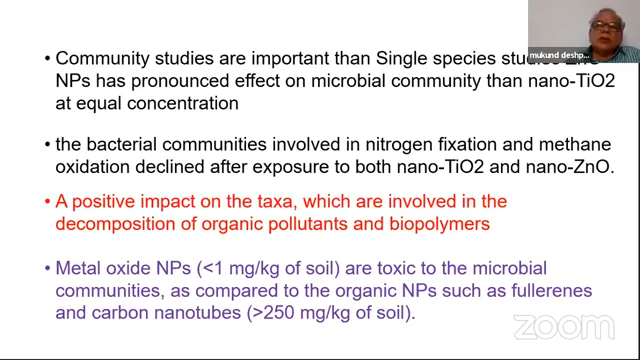 mukund deshp...
• Community studies are important than Single species studies ZnO
NPs has pronounced effect on microbial community than nano-TiO2
at equal concentration
• the bacterial communities involved in nitrogen fixation and methane
oxidation declined after exposure to both nano-TiO2 and nano-ZnO.
• A positive impact on the taxa, which are involved in the
decomposition of organic pollutants and biopolymers
• Metal oxide NPs (<1 mg/kg of soil) are toxic to the microbial
communities, as compared to the organic NPs such as fullerenes
and carbon nanotubes (>250 mg/kg of soil).
zoom